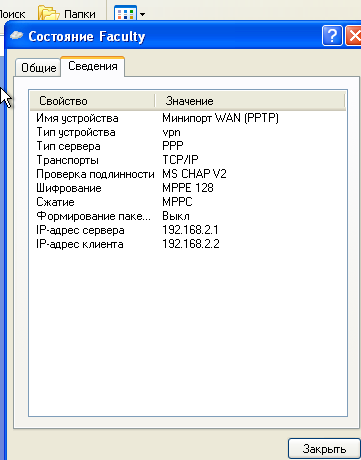 Поиск Папки
Состояние Faculty
Общие Сведения
Свойство Значение
Имя устройства Минипорт WAN (PPTP)
Тип устройства vpn
Тип сервера PPP
Транспорты TCP/IP
Проверка подлинности MS CHAP V2
Шифрование MPPE 128
Сжатие MPPC
Формирование паке... Выкл
IP-адрес сервера 192.168.2.1
IP-адрес клиента 192.168.2.2
Закрыть